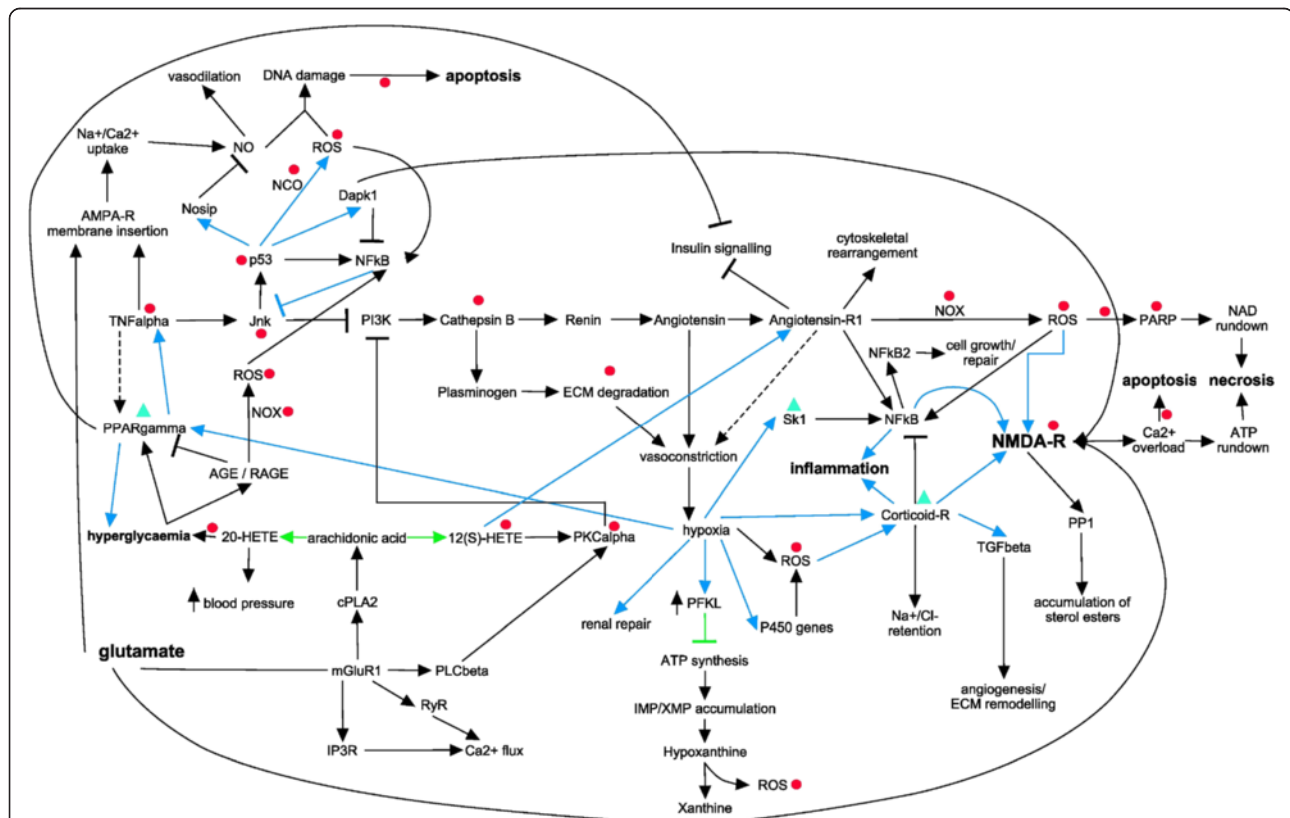 vasodilation
DNA damage
apoptosis
Na+/Ca2+
uptake
NO
ROS
NCO
Dapk1
Nosip
AMPA-R
membrane insertion
p53
NFkB
Insulin signalling
cytoskeletal
rearrangement
TNFalpha
Jnk
PI3K
Cathepsin B
Renin
Angiotensin
Angiotensin-R1
NOX
ROS
PARP
NAD
rundown
NFkB2
cell growth/
repair
ROS
Plasminogen
ECM degradation
apoptosis
necrosis
NOX
Sk1
NFkB
PPARgamma
NMDA-R
Ca2+
overload
ATP
rundown
vasoconstriction
AGE / RAGE
inflammation
hyperglycaemia
20-HETE
arachidonic acid
12(S)-HETE
PKCalpha
hypoxia
Corticoid-R
PP1
TGFbeta
ROS
blood pressure
cPLA2
PFKL
renal repair
P450 genes
Na+/Cl-
retention
accumulation of
sterol esters
glutamate
mGluR1
PLCbeta
ATP synthesis
RyR
angiogenesis/
ECM remodelling
IMP/XMP accumulation
IP3R
Ca2+ flux
Hypoxanthine
ROS
Xanthine